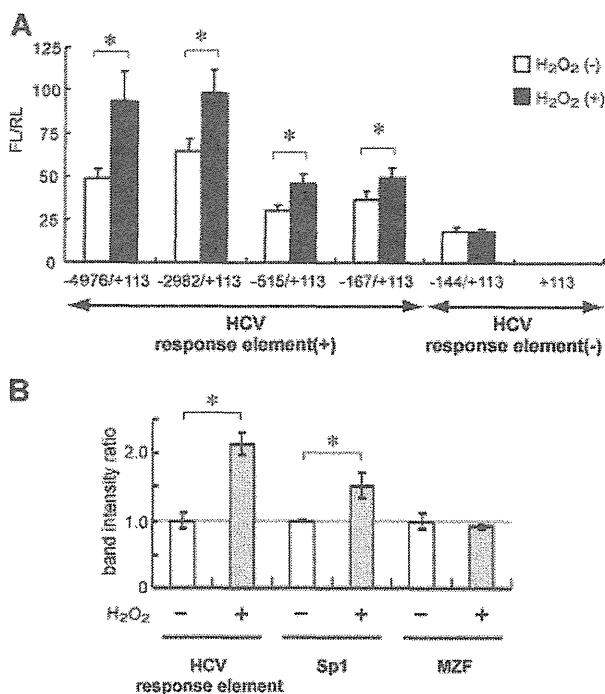 A
125
100
75
50
25
0
FL/RL
* * * *
H₂O₂ (-)
H₂O₂ (+)
-4976/+113 -2982/+113 -515/+113 -167/+113 -144/+113 +113
HCV response element(+)
HCV response element(-)
B
band intensity ratio
2.0
1.0
0
* *
H₂O₂ − + − + − +
HCV response element
Sp1
MZF